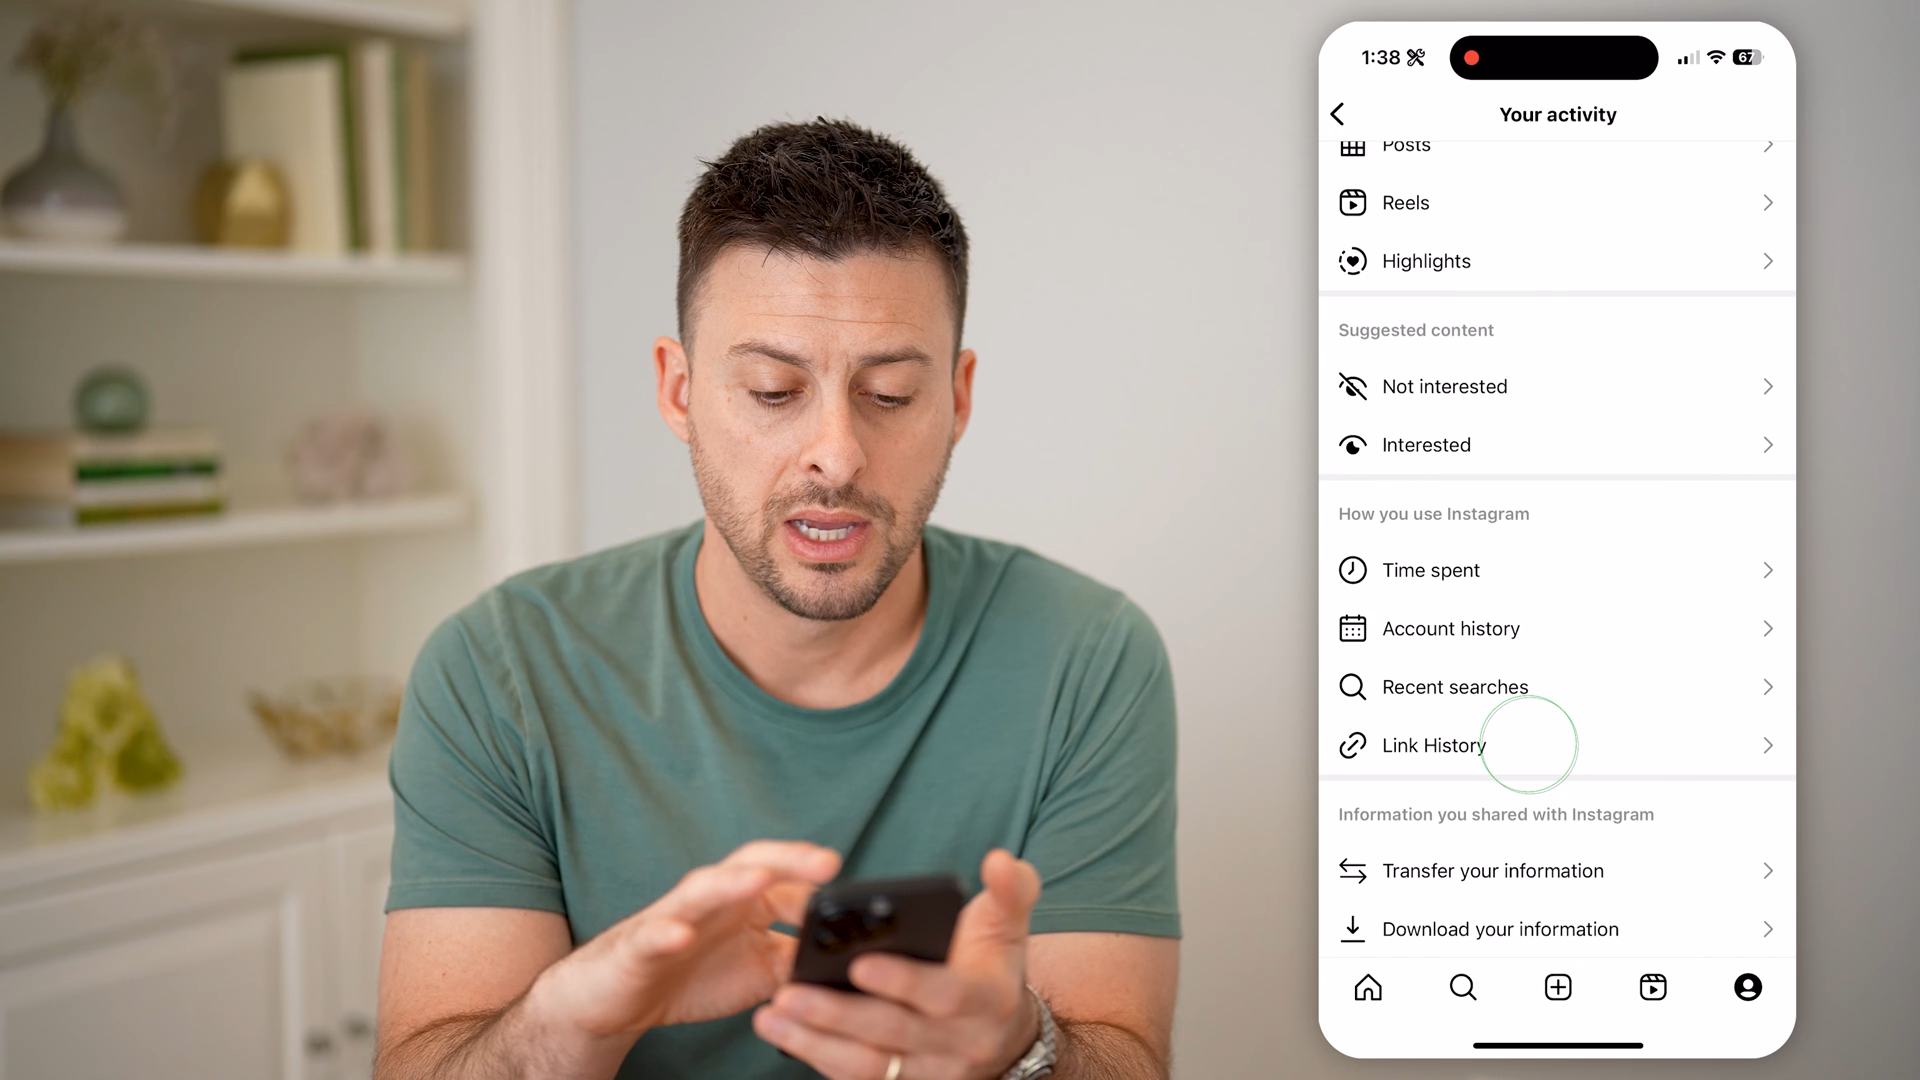 1:38
67
Your activity
Posts
Reels
Highlights
Suggested content
Not interested
Interested
How you use Instagram
Time spent
Account history
Recent searches
Link History
Information you shared with Instagram
Transfer your information
Download your information